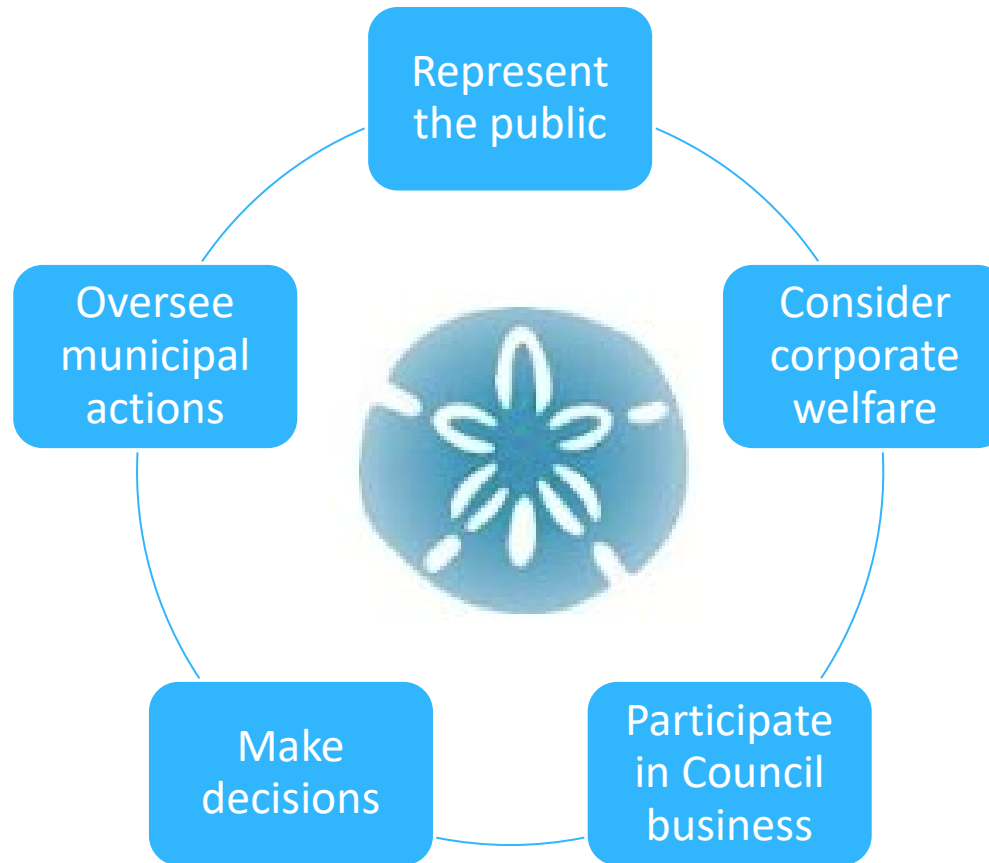 Represent
the public
Consider
corporate
welfare
Participate
in Council
business
Make
decisions
Oversee
municipal
actions